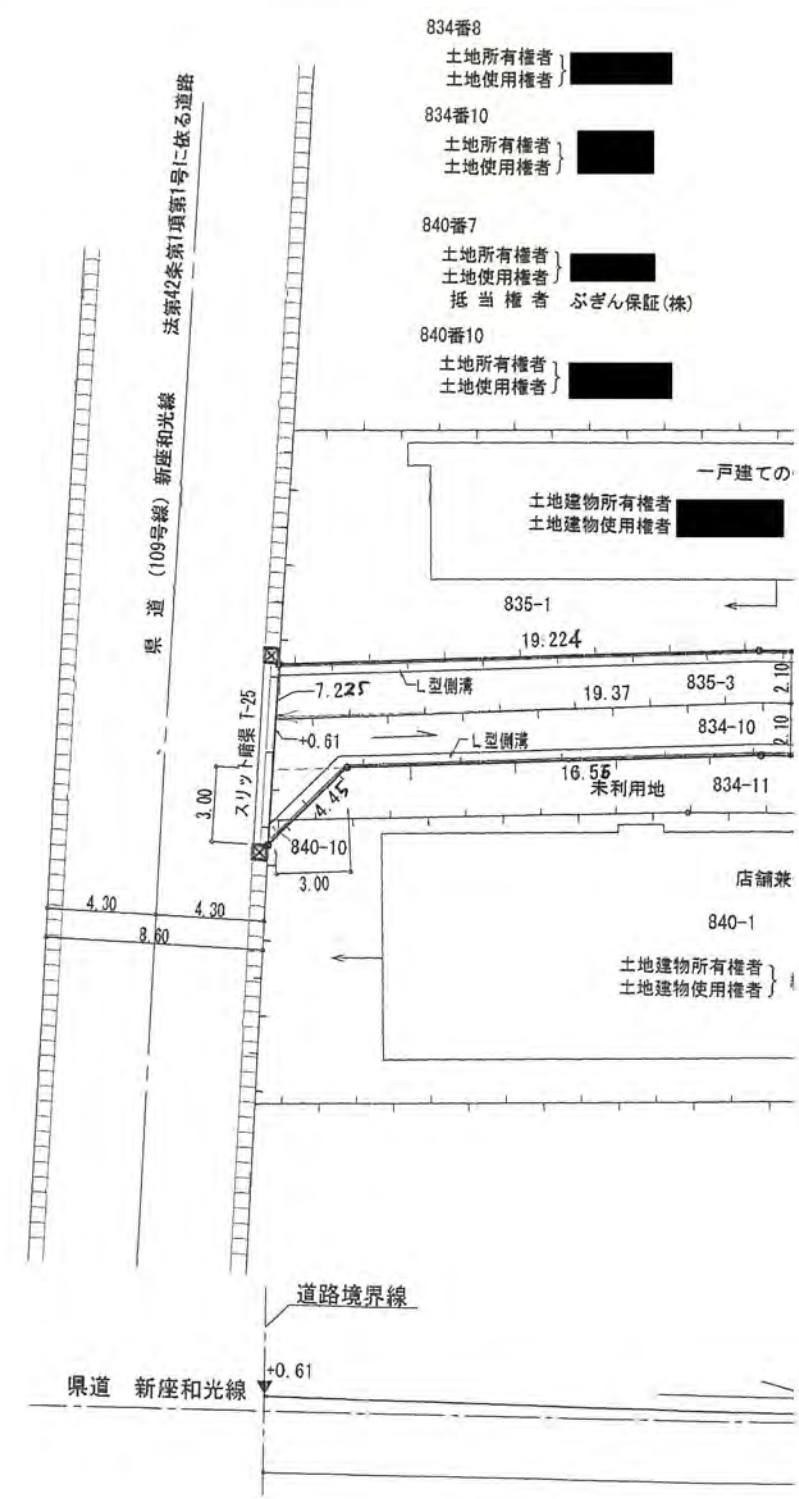 834番8
土地所有権者
土地使用権者
834番10
土地所有権者
土地使用権者
840番7
土地所有権者
土地使用権者
抵当権者 ぶぎん保証(株)
840番10
土地所有権者
土地使用権者
法第42条第1項第1号に依る道路
県道 (109号線) 新座和光線
一戸建ての
土地建物所有権者
土地建物使用権者
835-1
19.224
7.225
L型側溝
19.37
835-3
2.10
スリット暗渠 T-25
+0.61
834-10
2.10
L型側溝
16.55
未利用地
834-11
3.00
4.45
840-10
3.00
店舗兼
840-1
4.30
4.30
8.60
土地建物所有権者
土地建物使用権者
道路境界線
+0.61
県道 新座和光線